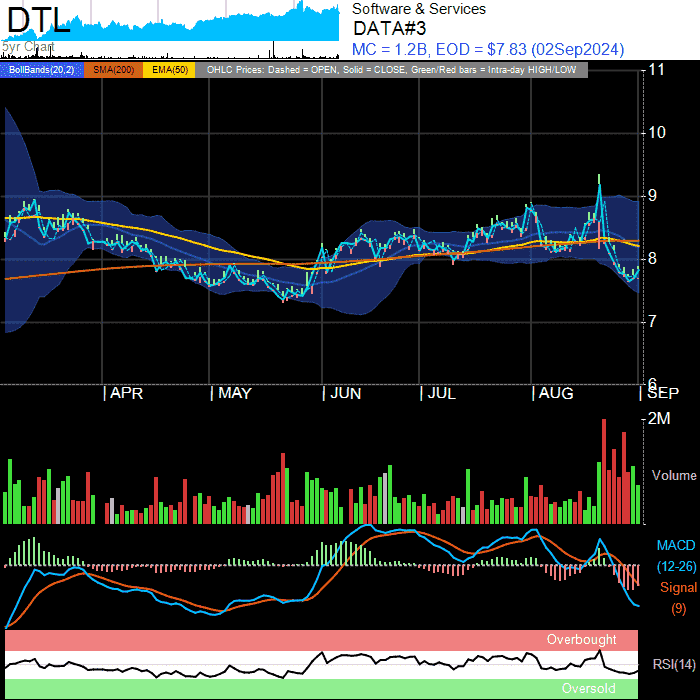 DTL
5yr Chart
Software & Services
DATA#3
MC = 1.2B, EOD = $7.83 (02Sep2024)
BollBands(20,2) SMA(200) EMA(50) OHLC Prices: Dashed = OPEN, Solid = CLOSE, Green/Red bars = Intra-day HIGH/LOW
11
10
9
8
7
6
APR MAY JUN JUL AUG SEP
2M
Volume
MACD
(12-26)
Signal
(9)
Overbought
RSI(14)
Oversold